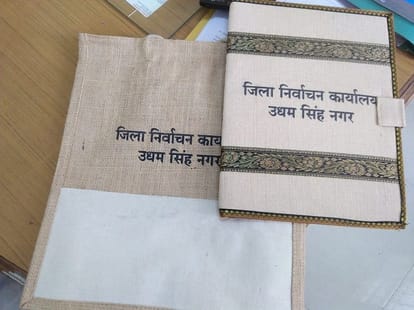 जिला निर्वाचन कार्य
उधम सिंह नगर
जिला निर्वाचन कार्यालय
उधम सिंह नगर